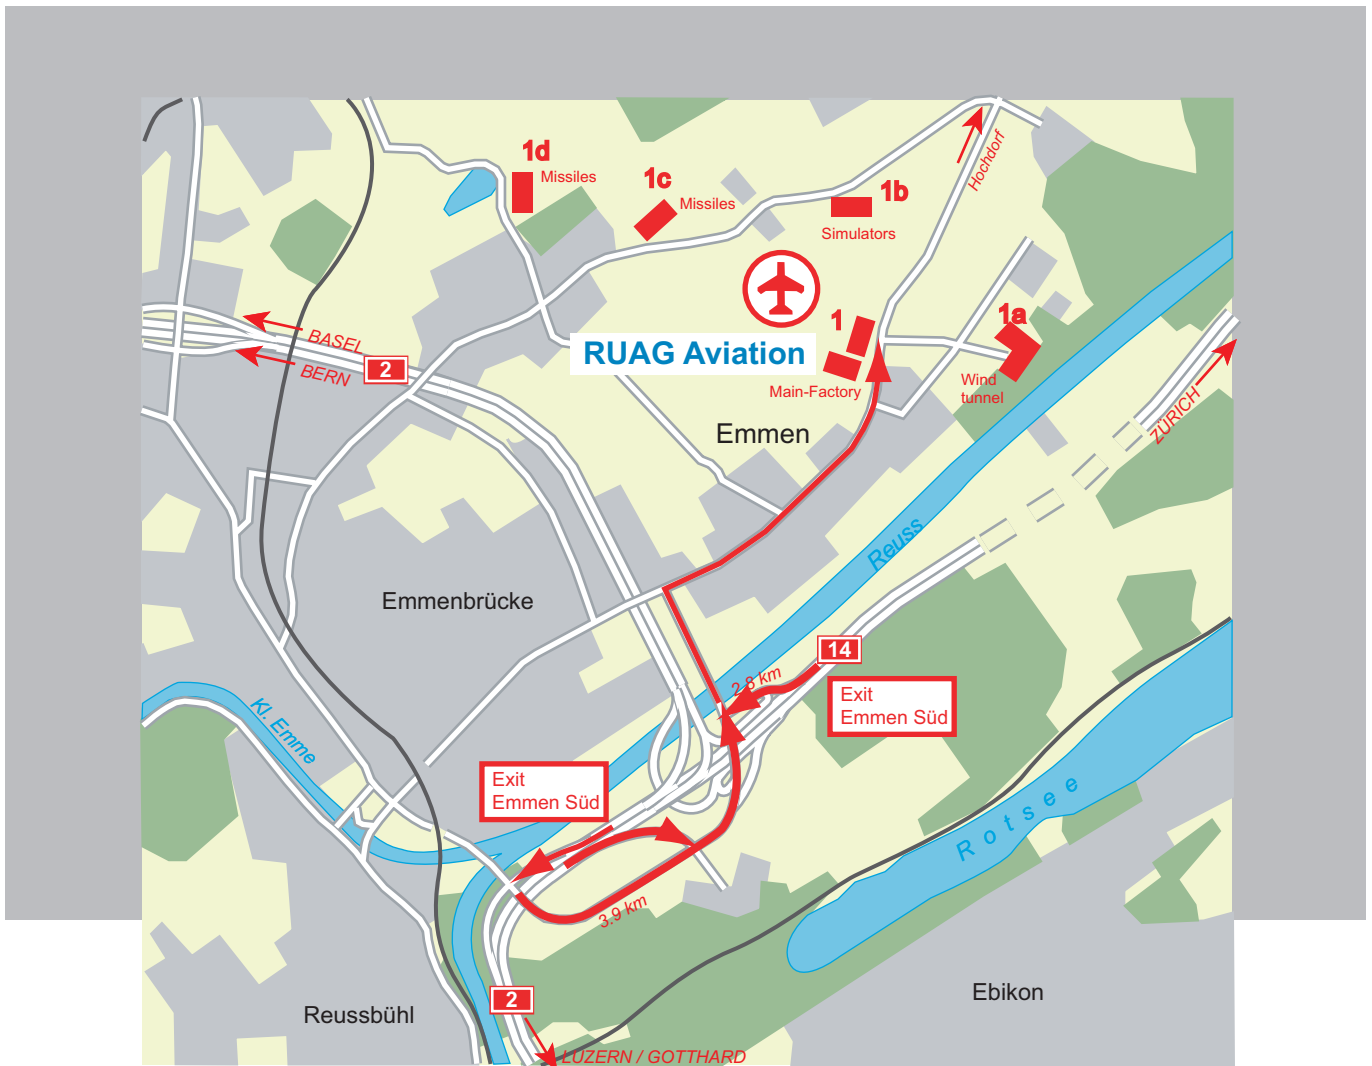 1d
Missiles
1c
Missiles
1b
Simulators
Hochdorf
1
1a
RUAG Aviation
Main-Factory
Wind
tunnel
BASEL
BERN
2
ZÜRICH
Emmen
Reuss
Emmenbrücke
14
2.8 km
Exit
Emmen Süd
Kl. Emme
Exit
Emmen Süd
Rotsee
3.9 km
Reussbühl
2
Ebikon
LUZERN / GOTTHARD